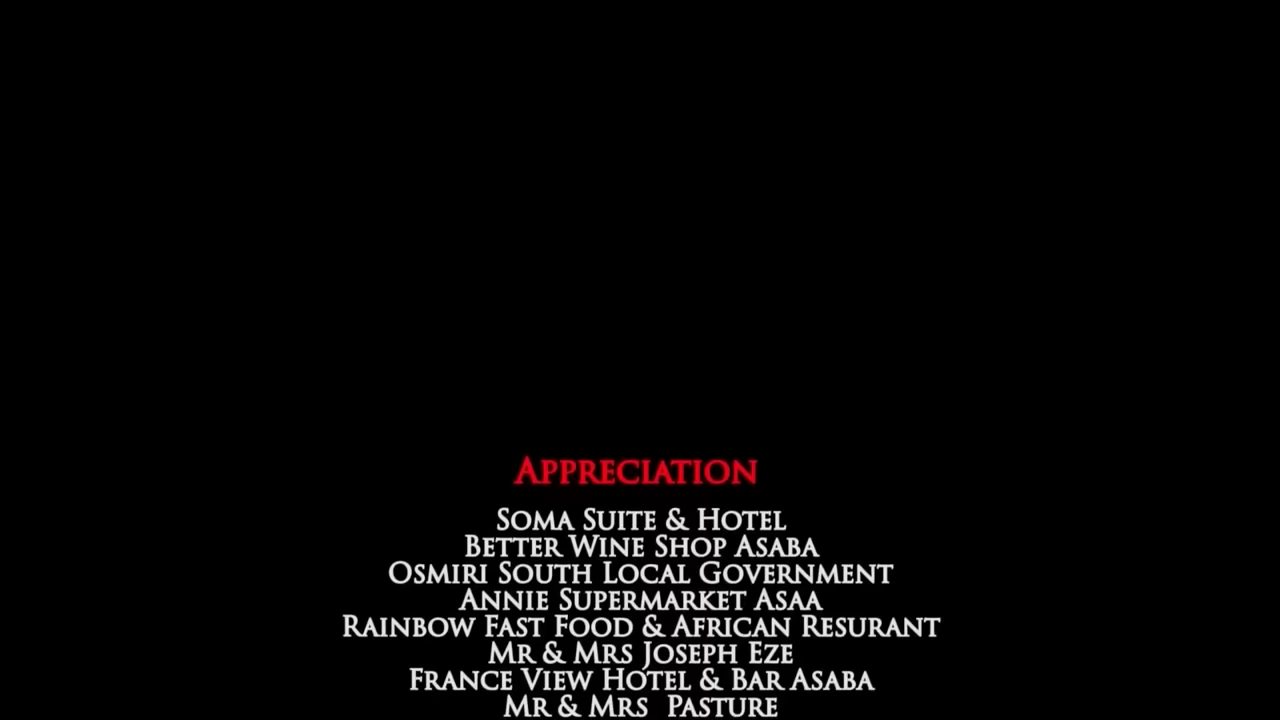 Appreciation
Soma Suite & Hotel
Better Wine Shop Asaba
Osmiri South Local Government
Annie Supermarket Asaa
Rainbow Fast Food & African Resurant
Mr & Mrs Joseph Eze
France View Hotel & Bar Asaba
Mr & Mrs Pasture